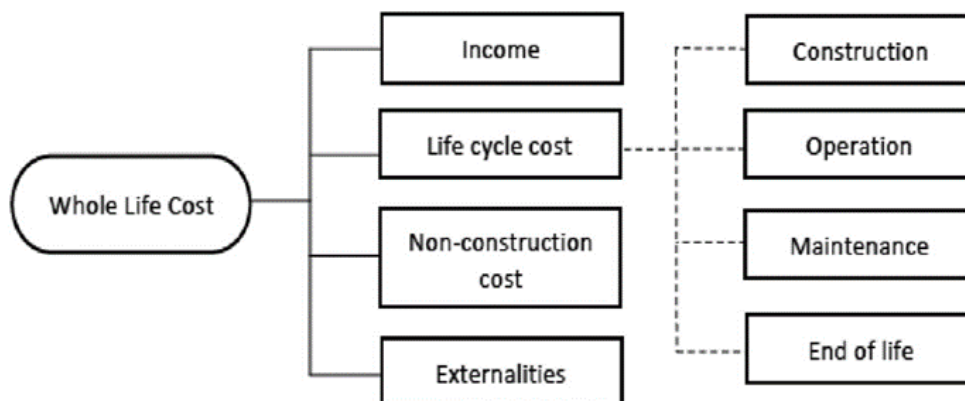 Whole Life Cost
Income
Life cycle cost
Non-construction
cost
Externalities
Construction
Operation
Maintenance
End of life